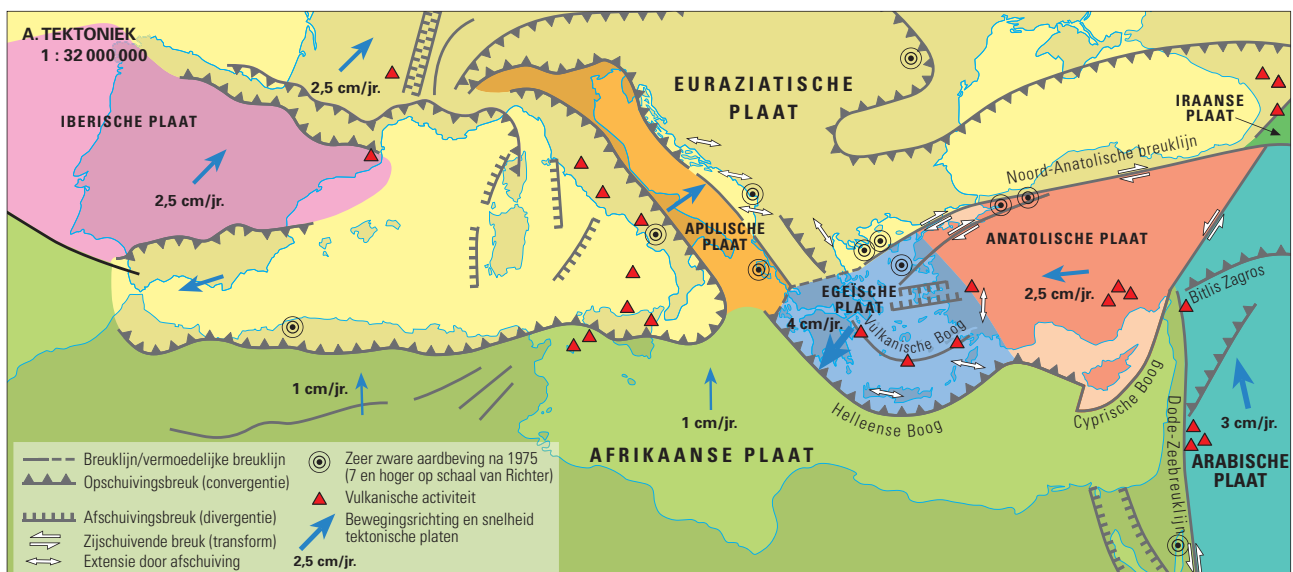 A. TEKTONIEK
1 : 32 000 000
2,5 cm/jr.
EURAZIATISCHE
PLAAT
IBERISCHE PLAAT
2,5 cm/jr.
IRAANSE
PLAAT
Noord-Anatolische breuklijn
APULISCHE
PLAAT
ANATOLISCHE PLAAT
2,5 cm/jr.
EGEÏSCHE
PLAAT
4 cm/jr.
Vulkanische Boog
Bitlis Zagros
1 cm/jr.
1 cm/jr.
Helleense Boog
Cyprische Boog
Dode-Zeebreuklijn
3 cm/jr.
ARABISCHE
PLAAT
AFRIKAANSE PLAAT
Breuklijn/vermoedelijke breuklijn
Opschuivingsbreuk (convergentie)
Afschuivingsbreuk (divergentie)
Zijschuivende breuk (transform)
Extensie door afschuiving
Zeer zware aardbeving na 1975
(7 en hoger op schaal van Richter)
Vulkanische activiteit
Bewegingsrichting en snelheid
tektonische platen
2,5 cm/jr.